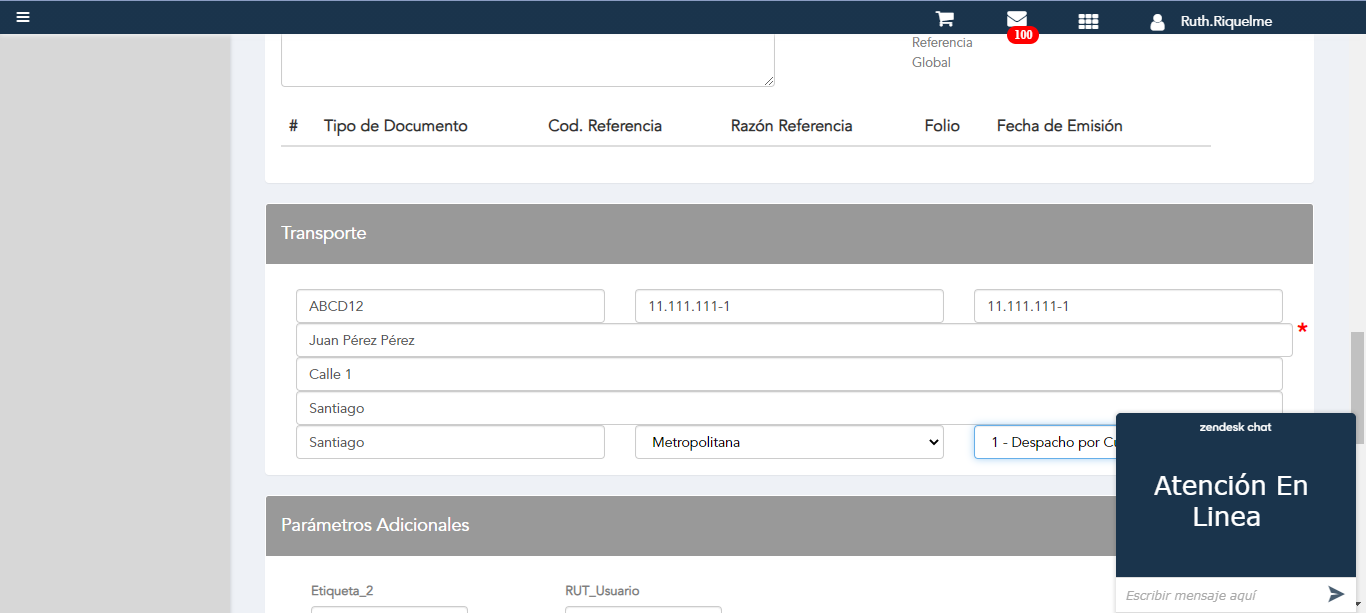 Ruth.Riquelme
100
Referencia
Global
# Tipo de Documento Cod. Referencia Razón Referencia Folio Fecha de Emisión
Transporte
ABCD12 11.111.111-1 11.111.111-1
*
Juan Pérez Pérez
Calle 1
Santiago
Santiago Metropolitana 1 - Despacho por
Parámetros Adicionales
Etiqueta_2 RUT_Usuario
zendesk chat
Atención En
Linea
Escribir mensaje aquí